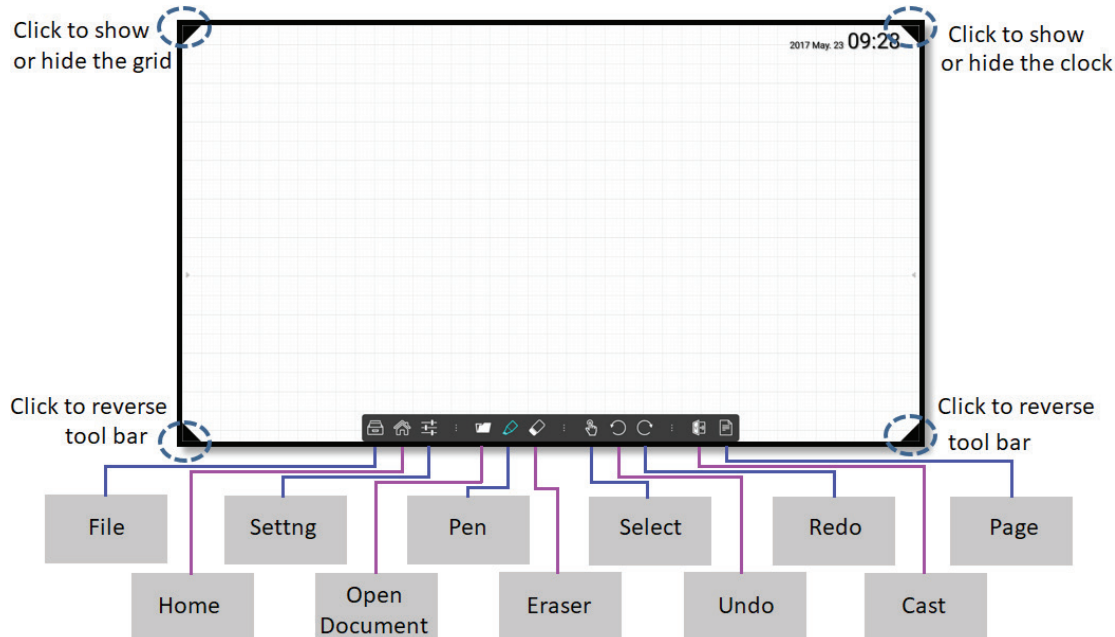 Click to show
or hide the grid
2017 May. 23 09:28
Click to show
or hide the clock
Click to reverse
tool bar
Click to reverse
tool bar
File
Settng
Pen
Select
Redo
Page
Home
Open
Document
Eraser
Undo
Cast